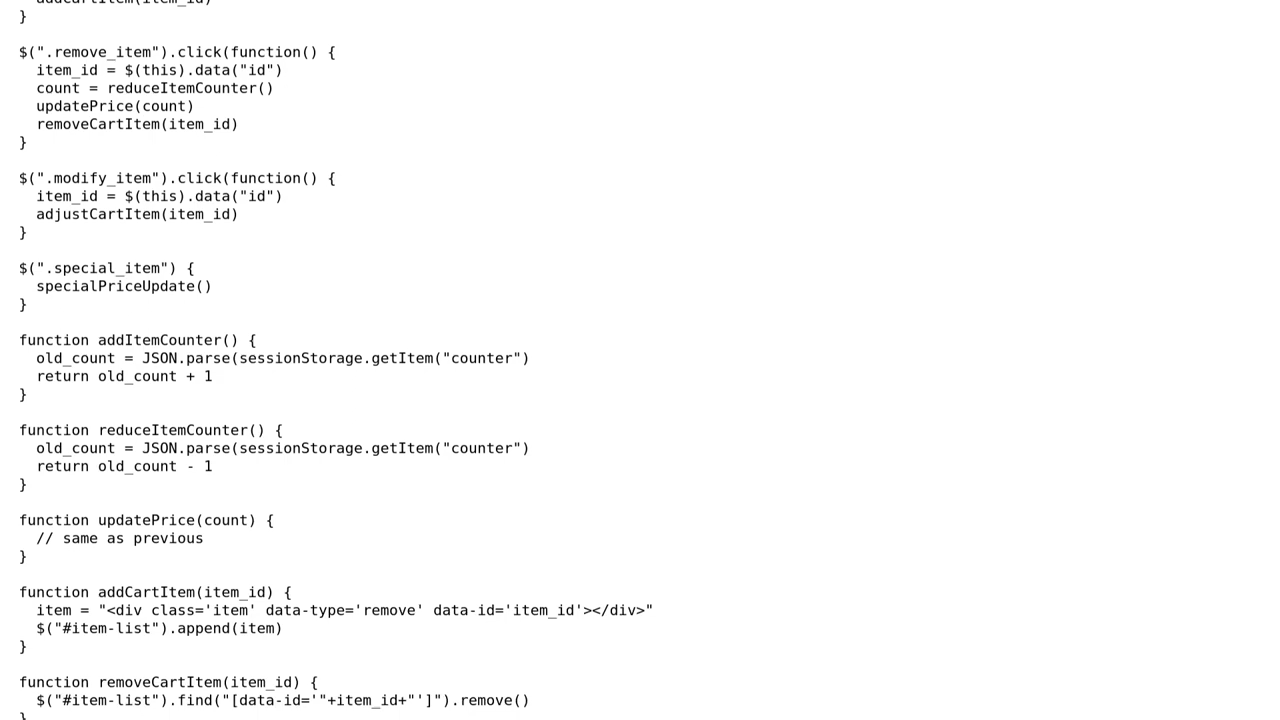 addCartItem(item_id)
}

$(".remove_item").click(function() {
  item_id = $(this).data("id")
  count = reduceItemCounter()
  updatePrice(count)
  removeCartItem(item_id)
}

$(".modify_item").click(function() {
  item_id = $(this).data("id")
  adjustCartItem(item_id)
}

$(".special_item") {
  specialPriceUpdate()
}

function addItemCounter() {
  old_count = JSON.parse(sessionStorage.getItem("counter")
  return old_count + 1
}

function reduceItemCounter() {
  old_count = JSON.parse(sessionStorage.getItem("counter")
  return old_count - 1
}

function updatePrice(count) {
  // same as previous
}

function addCartItem(item_id) {
  item = "<div class='item' data-type='remove' data-id='item_id'></div>"
  $("#item-list").append(item)
}

function removeCartItem(item_id) {
  $("#item-list").find("[data-id='"+item_id+"']").remove()
}